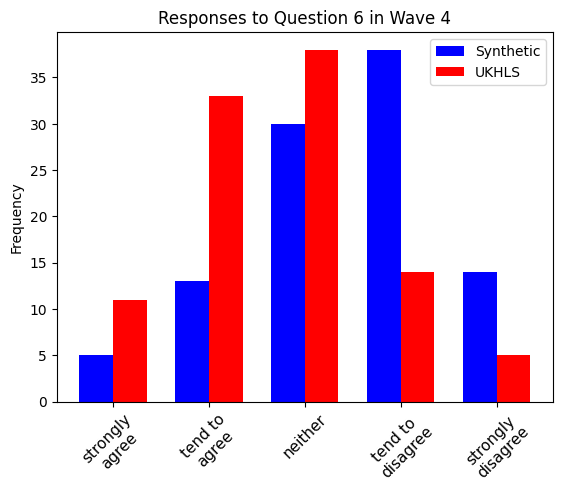 Responses to Question 6 in Wave 4
Synthetic
UKHLS
Frequency
35
30
25
20
15
10
5
0
strongly
agree
tend to
agree
neither
tend to
disagree
strongly
disagree